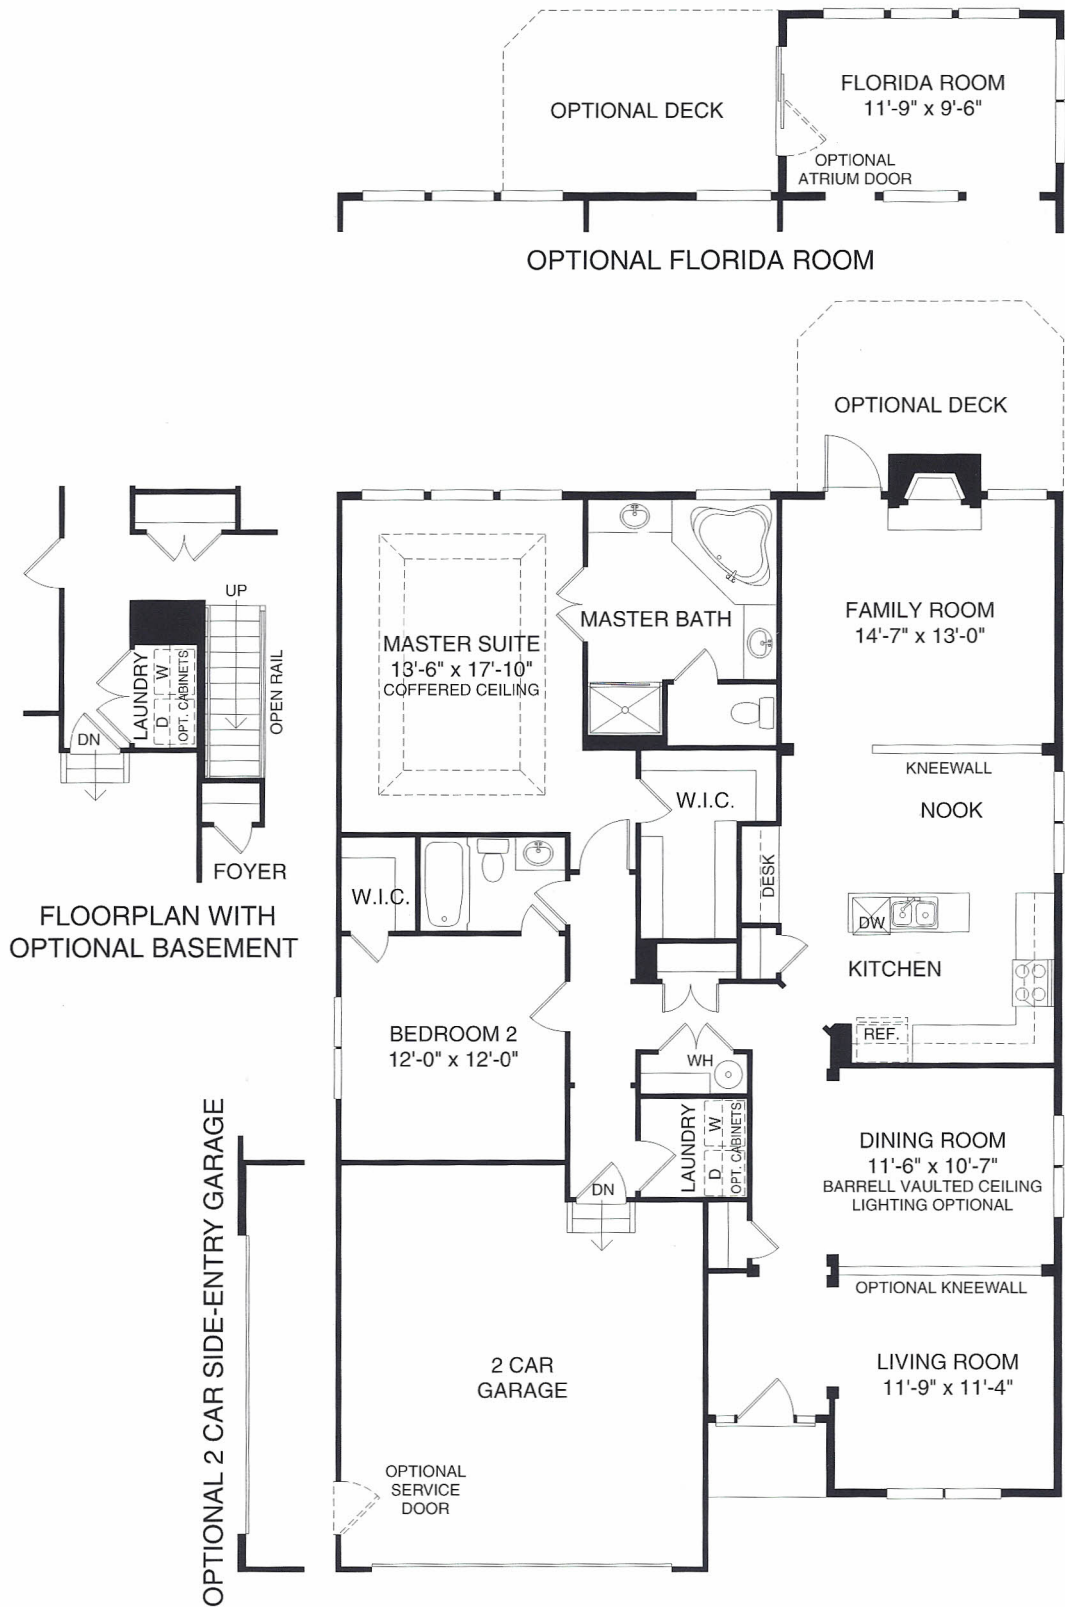 FLORIDA ROOM
11'-9" x 9'-6"
OPTIONAL DECK
OPTIONAL
ATRIUM DOOR
OPTIONAL FLORIDA ROOM
OPTIONAL DECK
UP
OPEN RAIL
LAUNDRY
W
D
OPT. CABINETS
DN
FOYER
FLOORPLAN WITH
OPTIONAL BASEMENT
MASTER SUITE
13'-6" x 17'-10"
COFFERED CEILING
MASTER BATH
FAMILY ROOM
14'-7" x 13'-0"
KNEEWALL
NOOK
W.I.C.
DESK
W.I.C.
DW
KITCHEN
REF.
BEDROOM 2
12'-0" x 12'-0"
WH
LAUNDRY
W
D
OPT. CABINETS
DN
DINING ROOM
11'-6" x 10'-7"
BARRELL VAULTED CEILING
LIGHTING OPTIONAL
OPTIONAL KNEEWALL
LIVING ROOM
11'-9" x 11'-4"
2 CAR
GARAGE
OPTIONAL
SERVICE
DOOR
OPTIONAL 2 CAR SIDE-ENTRY GARAGE